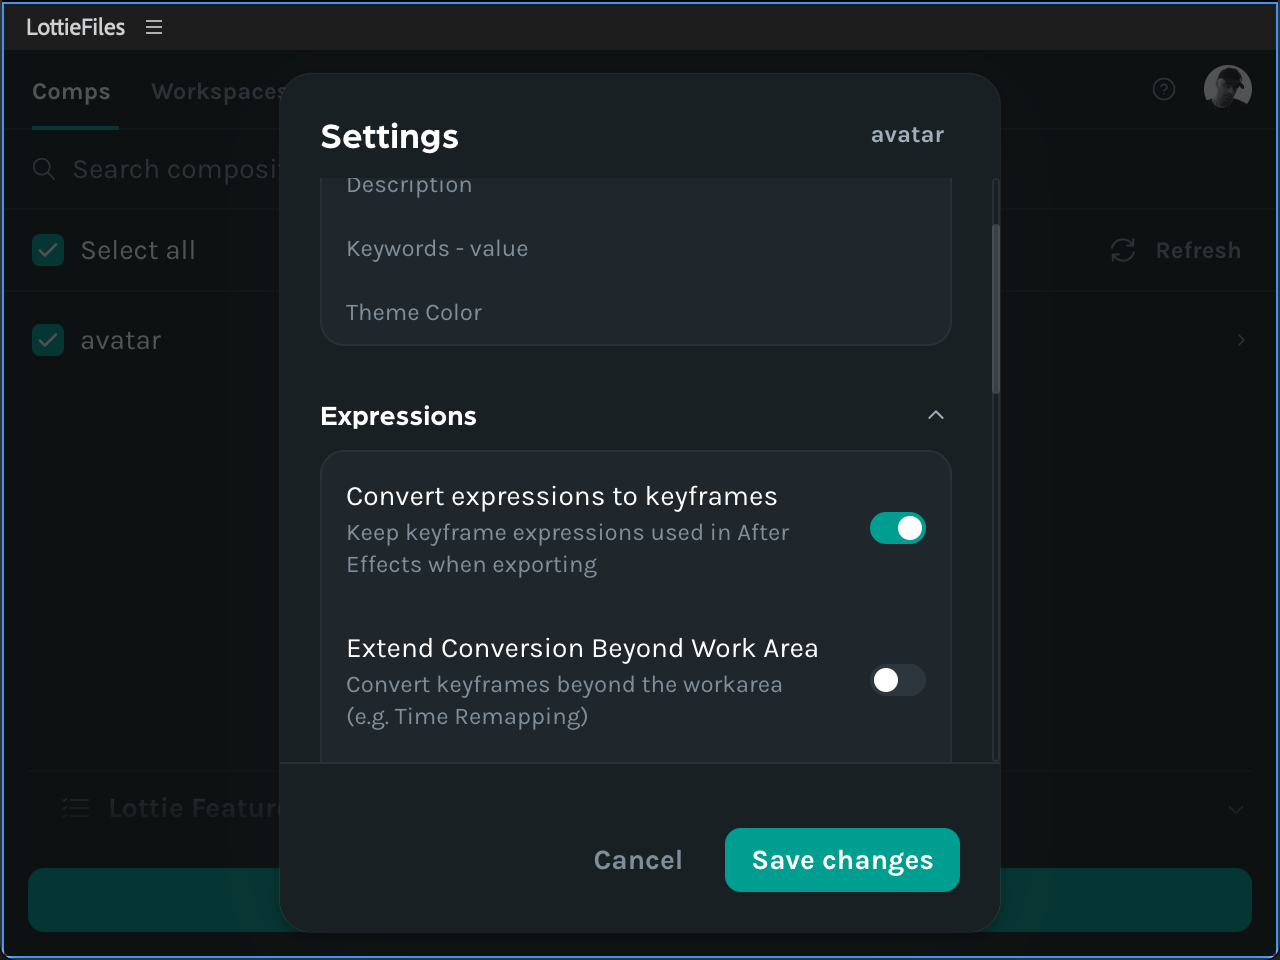 LottieFiles
Comps
Workspaces
Settings
avatar
Search composi
Description
Keywords - value
Select all
Refresh
Theme Color
avatar
Expressions
Convert expressions to keyframes
Keep keyframe expressions used in After
Effects when exporting
Extend Conversion Beyond Work Area
Convert keyframes beyond the workarea
(e.g. Time Remapping)
Lottie Featur
Cancel
Save changes